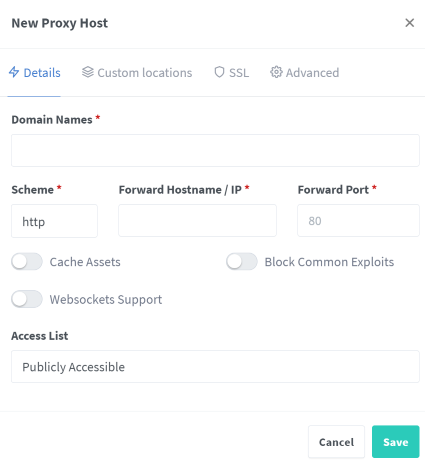 New Proxy Host ×
Details Custom locations SSL Advanced
Domain Names *
Scheme * Forward Hostname / IP * Forward Port *
http 80
Cache Assets Block Common Exploits
Websockets Support
Access List
Publicly Accessible
Cancel Save